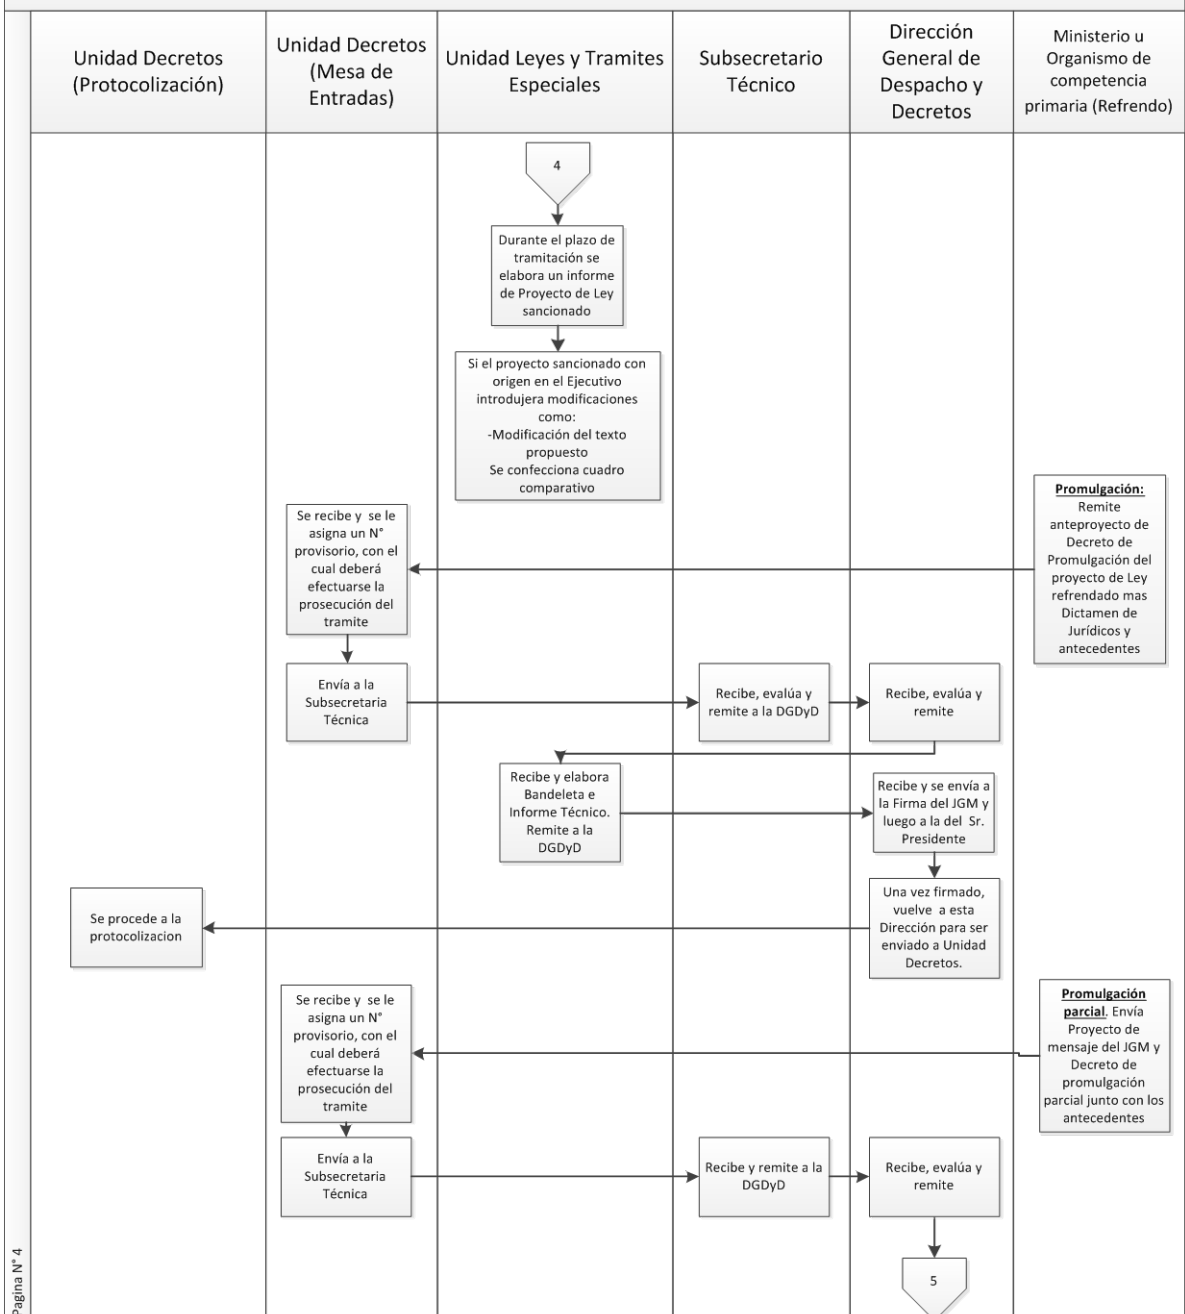 Unidad Decretos
(Protocolización)
Unidad Decretos
(Mesa de
Entradas)
Unidad Leyes y Tramites
Especiales
Subsecretario
Técnico
Dirección
General de
Despacho y
Decretos
Ministerio u
Organismo de
competencia
primaria (Refrendo)
4
Durante el plazo de
tramitación se
elabora un informe
de Proyecto de Ley
sancionado
Si el proyecto sancionado con
origen en el Ejecutivo
introdujera modificaciones
como:
-Modificación del texto
propuesto
Se confecciona cuadro
comparativo
Promulgación:
Remite
anteproyecto de
Decreto de
Promulgación del
proyecto de Ley
refrendado mas
Dictamen de
Jurídicos y
antecedentes
Se recibe y se le
asigna un N°
provisorio, con el
cual deberá
efectuarse la
prosecución del
tramite
Envía a la
Subsecretaria
Técnica
Recibe, evalúa y
remite a la DGDyD
Recibe, evalúa y
remite
Recibe y elabora
Bandeleta e
Informe Técnico.
Remite a la
DGDyD
Recibe y se envía a
la Firma del JGM y
luego a la del Sr.
Presidente
Una vez firmado,
vuelve a esta
Dirección para ser
enviado a Unidad
Decretos.
Se procede a la
protocolizacion
Promulgación
parcial. Envía
Proyecto de
mensaje del JGM y
Decreto de
promulgación
parcial junto con los
antecedentes
Se recibe y se le
asigna un N°
provisorio, con el
cual deberá
efectuarse la
prosecución del
tramite
Envía a la
Subsecretaria
Técnica
Recibe y remite a la
DGDyD
Recibe, evalúa y
remite
5
Pagina N° 4